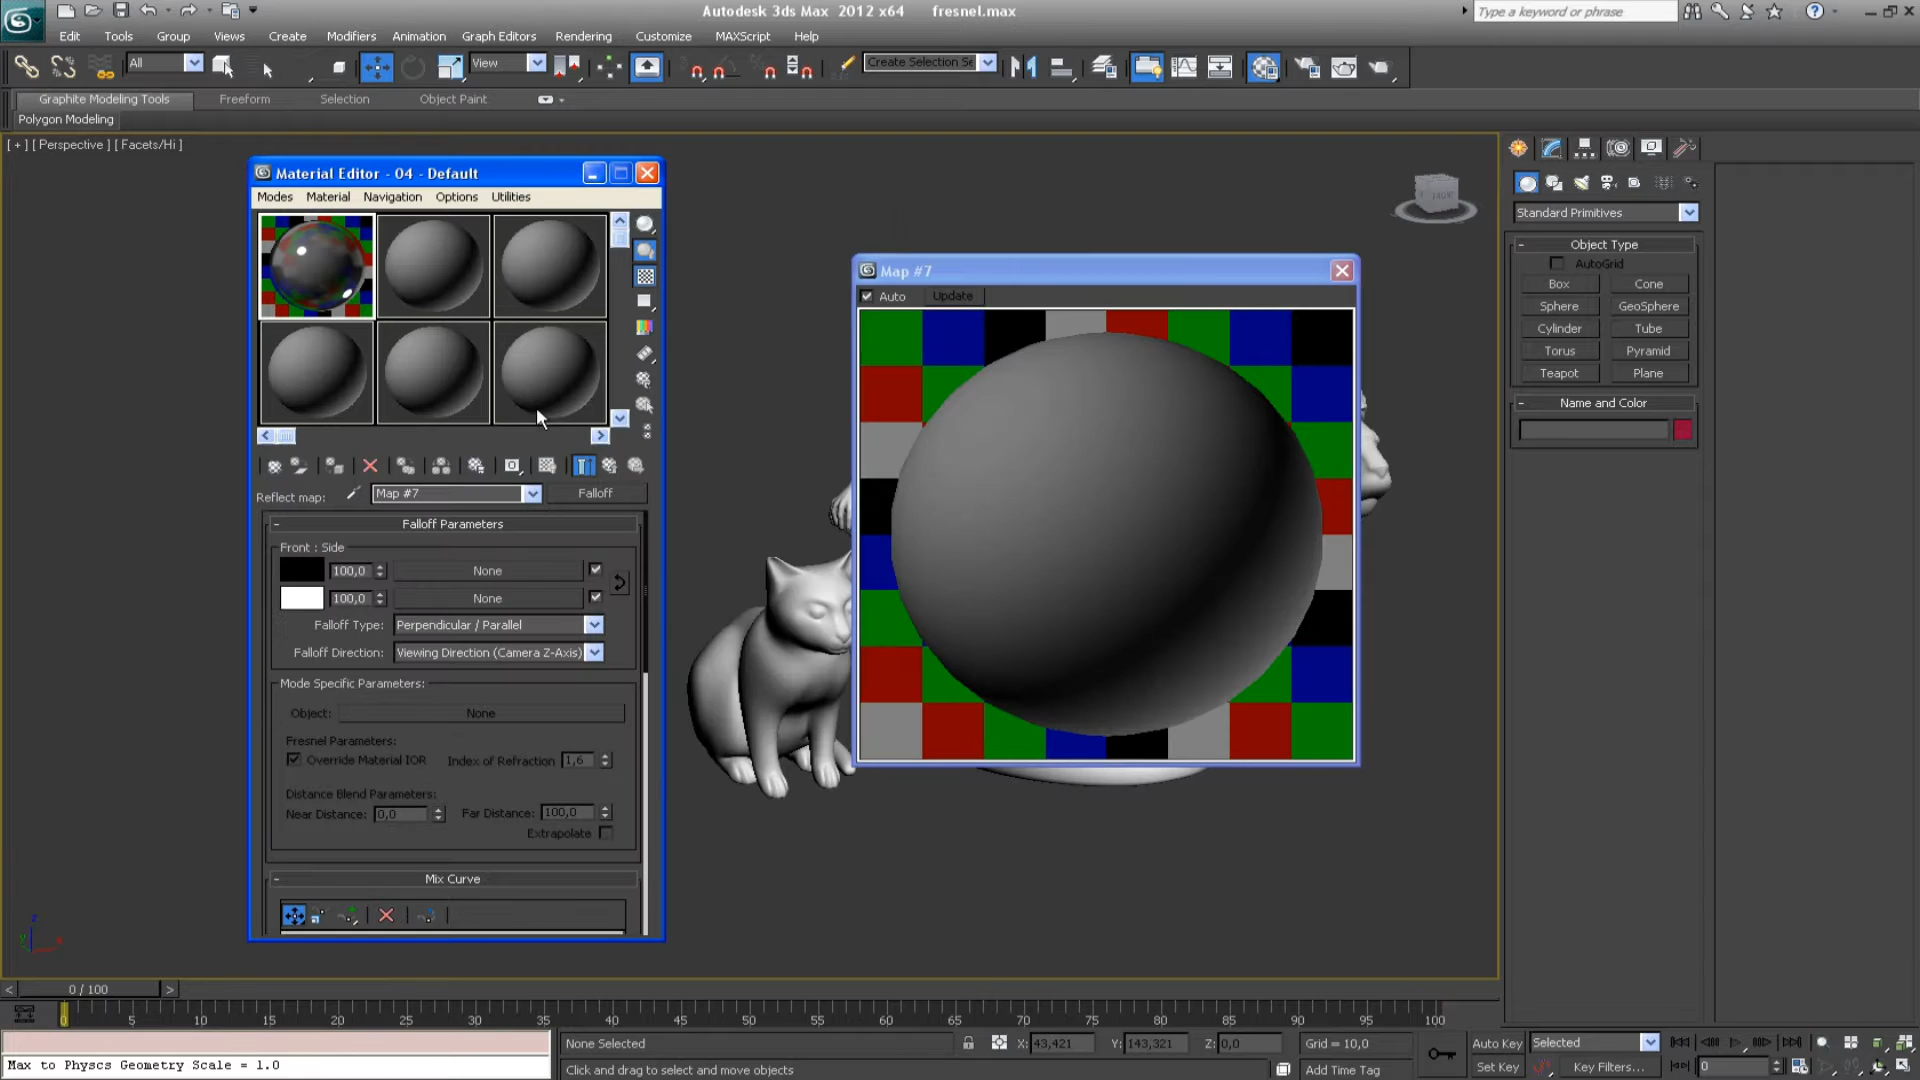 Autodesk 3ds Max 2012 x64 fresnel.max
Type a keyword or phrase
Edit Tools Group Views Create Modifiers Animation Graph Editors Rendering Customize MAXScript Help
All View Create Selection Se
Graphite Modeling Tools Freeform Selection Object Paint
Polygon Modeling
[ + ] [ Perspective ] [ Facets/Hi ]
Material Editor - 04 - Default
Modes Material Navigation Options Utilities
Reflect map: Map #7 Falloff
- Falloff Parameters
Front : Side
100,0 None
100,0 None
Falloff Type: Perpendicular / Parallel
Falloff Direction: Viewing Direction (Camera Z-Axis)
Mode Specific Parameters:
Object: None
Fresnel Parameters:
Override Material IOR Index of Refraction 1,6
Distance Blend Parameters:
Near Distance: 0,0 Far Distance: 100,0
Extrapolate
- Mix Curve
Map #7
Auto Update
Standard Primitives
- Object Type
AutoGrid
Box Cone
Sphere GeoSphere
Cylinder Tube
Torus Pyramid
Teapot Plane
- Name and Color
z
y x
< 0 / 100 >
0 5 10 15 20 25 30 35 40 45 50 55 60 65 70 75 80 85 90 95 100
None Selected X: 43,421 Y: 143,321 Z: 0,0 Grid = 10,0 Auto Key Selected
Max to Physcs Geometry Scale = 1.0 Click and drag to select and move objects Add Time Tag Set Key Key Filters... 0